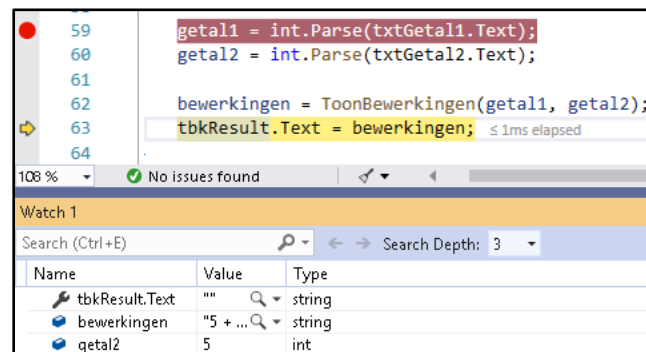 59 getal1 = int.Parse(txtGetal1.Text);
60 getal2 = int.Parse(txtGetal2.Text);
61
62 bewerkingen = ToonBewerkingen(getal1, getal2);
63 tbkResult.Text = bewerkingen; ≤ 1ms elapsed
64
108 % No issues found
Watch 1
Search (Ctrl+E) Search Depth: 3
Name Value Type
tbkResult.Text "" string
bewerkingen "5 + ... string
getal2 5 int